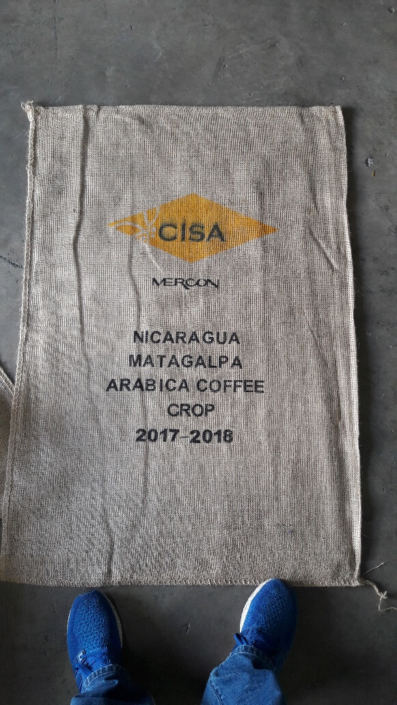 CISA
MERCON
NICARAGUA
MATAGALPA
ARABICA COFFEE
CROP
2017-2018